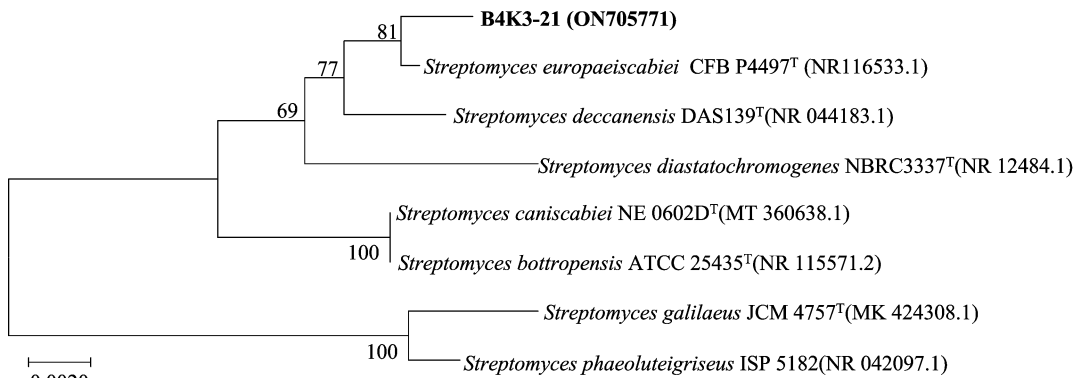 B4K3-21 (ON705771)
81
Streptomyces europaeiscabiei CFB P4497ᵀ (NR116533.1)
77
Streptomyces deccanensis DAS139ᵀ(NR 044183.1)
69
Streptomyces diastatochromogenes NBRC3337ᵀ(NR 12484.1)
Streptomyces caniscabiei NE 0602Dᵀ(MT 360638.1)
100
Streptomyces bottropensis ATCC 25435ᵀ(NR 115571.2)
Streptomyces galilaeus JCM 4757ᵀ(MK 424308.1)
100
Streptomyces phaeoluteigriseus ISP 5182(NR 042097.1)